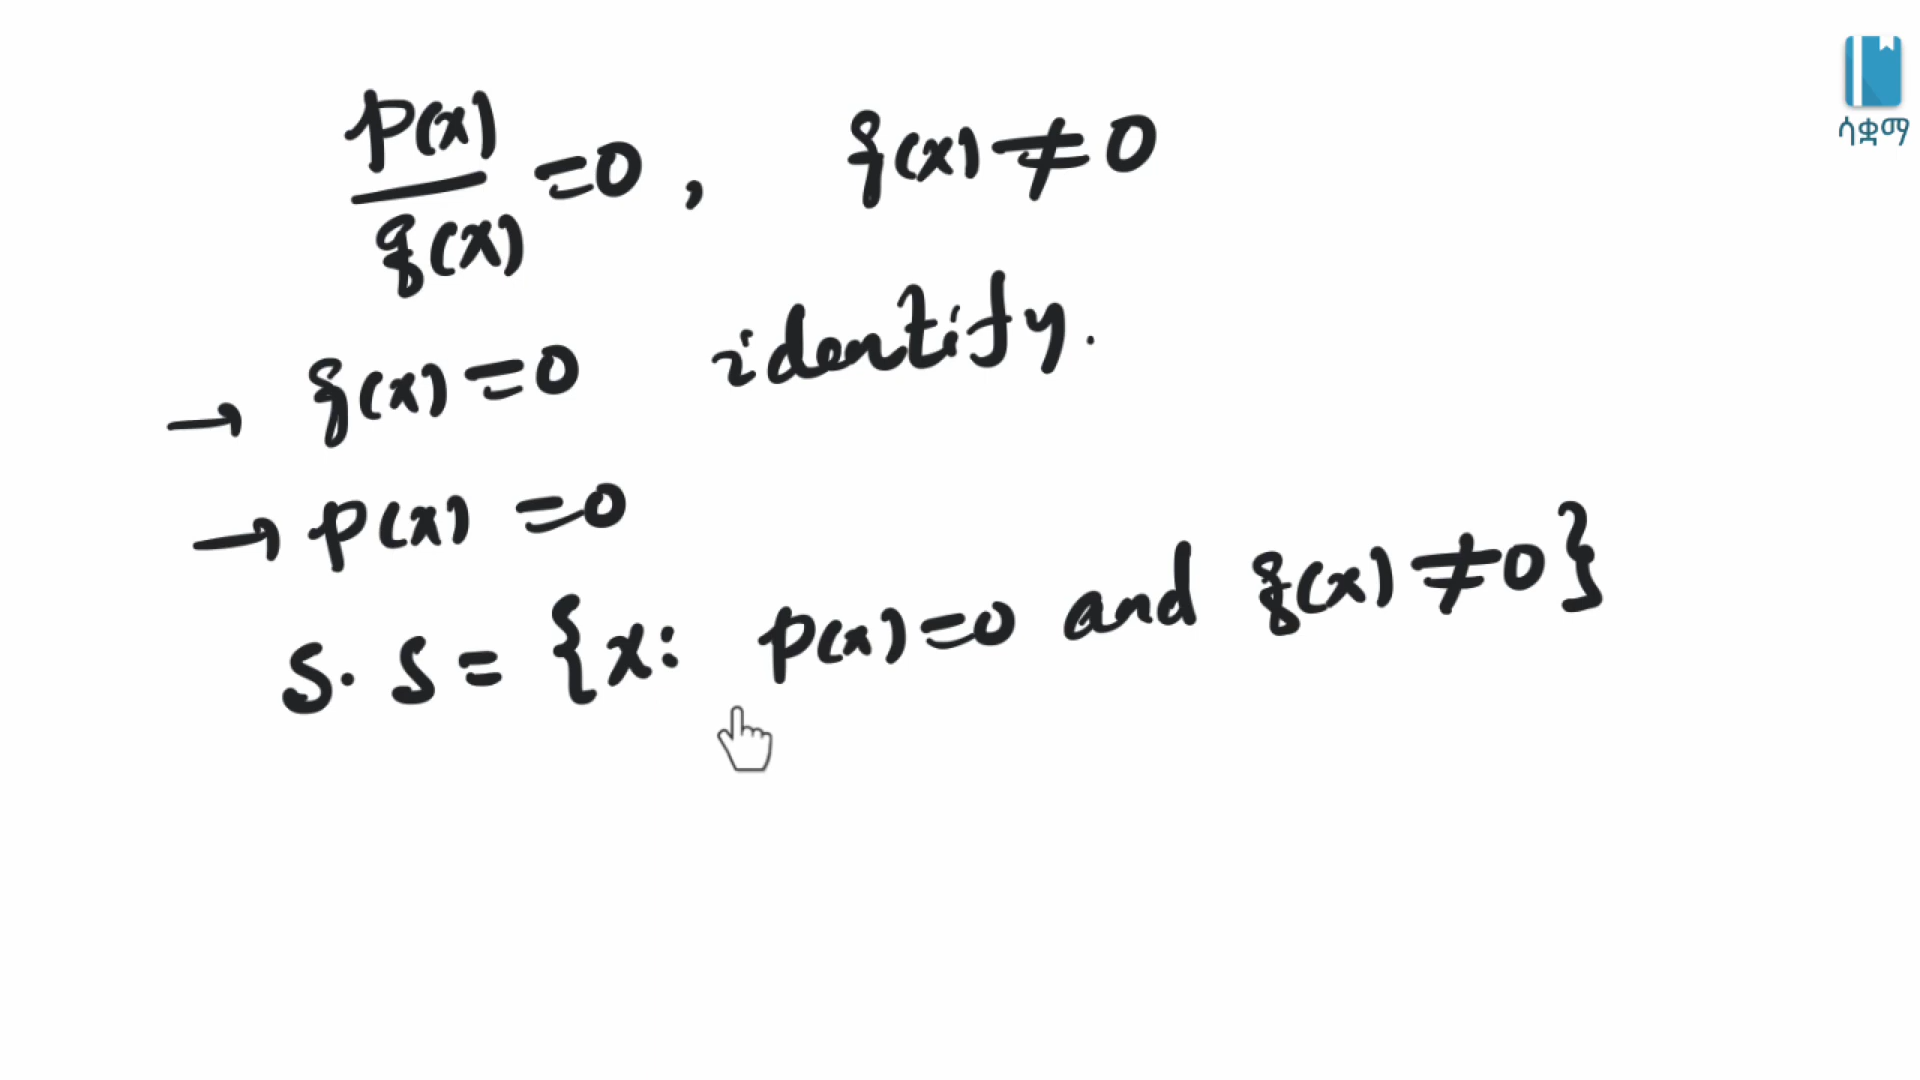 p(x)/q(x) = 0 , q(x) ≠ 0
→ q(x) = 0 identify.
→ p(x) = 0
S.S = {x: p(x) = 0 and q(x) ≠ 0}
ሳቋማ